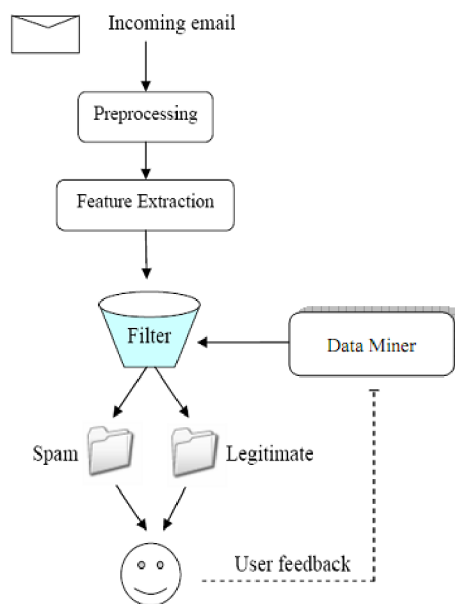 Incoming email
Preprocessing
Feature Extraction
Filter
Data Miner
Spam
Legitimate
User feedback